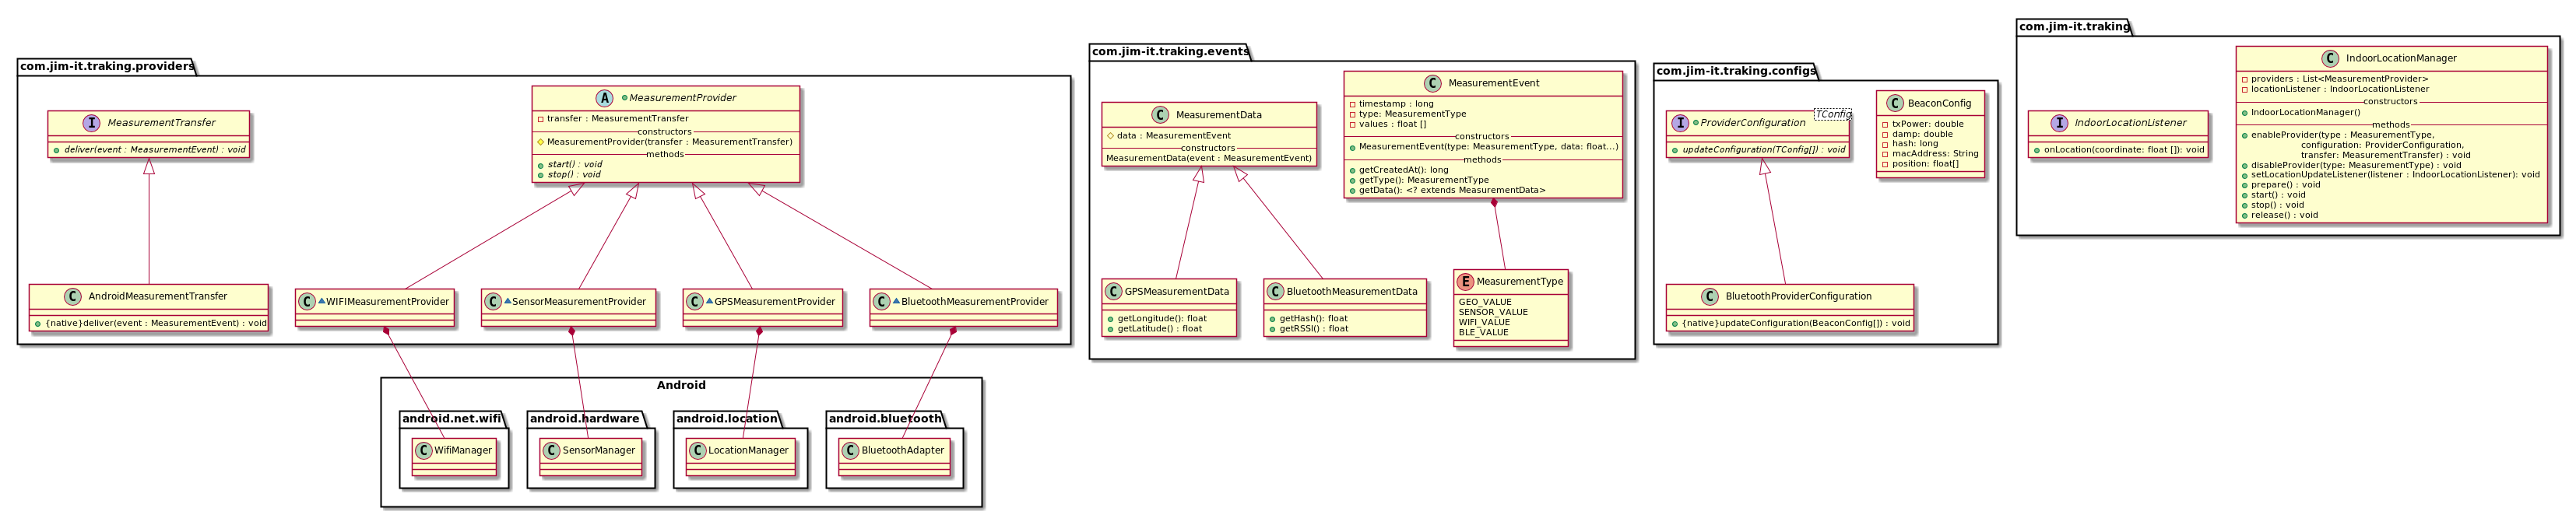 com.jim-it.traking.providers
I MeasurementTransfer
deliver(event : MeasurementEvent) : void
A MeasurementProvider
transfer : MeasurementTransfer
constructors
MeasurementProvider(transfer : MeasurementTransfer)
methods
start() : void
stop() : void
C AndroidMeasurementTransfer
{native}deliver(event : MeasurementEvent) : void
C WIFIMeasurementProvider
C SensorMeasurementProvider
C GPSMeasurementProvider
C BluetoothMeasurementProvider
Android
android.net.wifi
C WifiManager
android.hardware
C SensorManager
android.location
C LocationManager
android.bluetooth
C BluetoothAdapter
com.jim-it.traking.events
C MeasurementData
data : MeasurementEvent
constructors
MeasurementData(event : MeasurementEvent)
C MeasurementEvent
timestamp : long
type: MeasurementType
values : float []
constructors
MeasurementEvent(type: MeasurementType, data: float...)
methods
getCreatedAt(): long
getType(): MeasurementType
getData(): <? extends MeasurementData>
C GPSMeasurementData
getLongitude(): float
getLatitude() : float
C BluetoothMeasurementData
getHash(): float
getRSSI() : float
E MeasurementType
GEO_VALUE
SENSOR_VALUE
WIFI_VALUE
BLE_VALUE
com.jim-it.traking.configs
I ProviderConfiguration
TConfig
updateConfiguration(TConfig[]) : void
C BeaconConfig
txPower: double
damp: double
hash: long
macAddress: String
position: float[]
C BluetoothProviderConfiguration
{native}updateConfiguration(BeaconConfig[]) : void
com.jim-it.traking
I IndoorLocationListener
onLocation(coordinate: float []): void
C IndoorLocationManager
providers : List<MeasurementProvider>
locationListener : IndoorLocationListener
constructors
IndoorLocationManager()
methods
enableProvider(type : MeasurementType,
configuration: ProviderConfiguration,
transfer: MeasurementTransfer) : void
disableProvider(type: MeasurementType) : void
setLocationUpdateListener(listener : IndoorLocationListener): void
prepare() : void
start() : void
stop() : void
release() : void